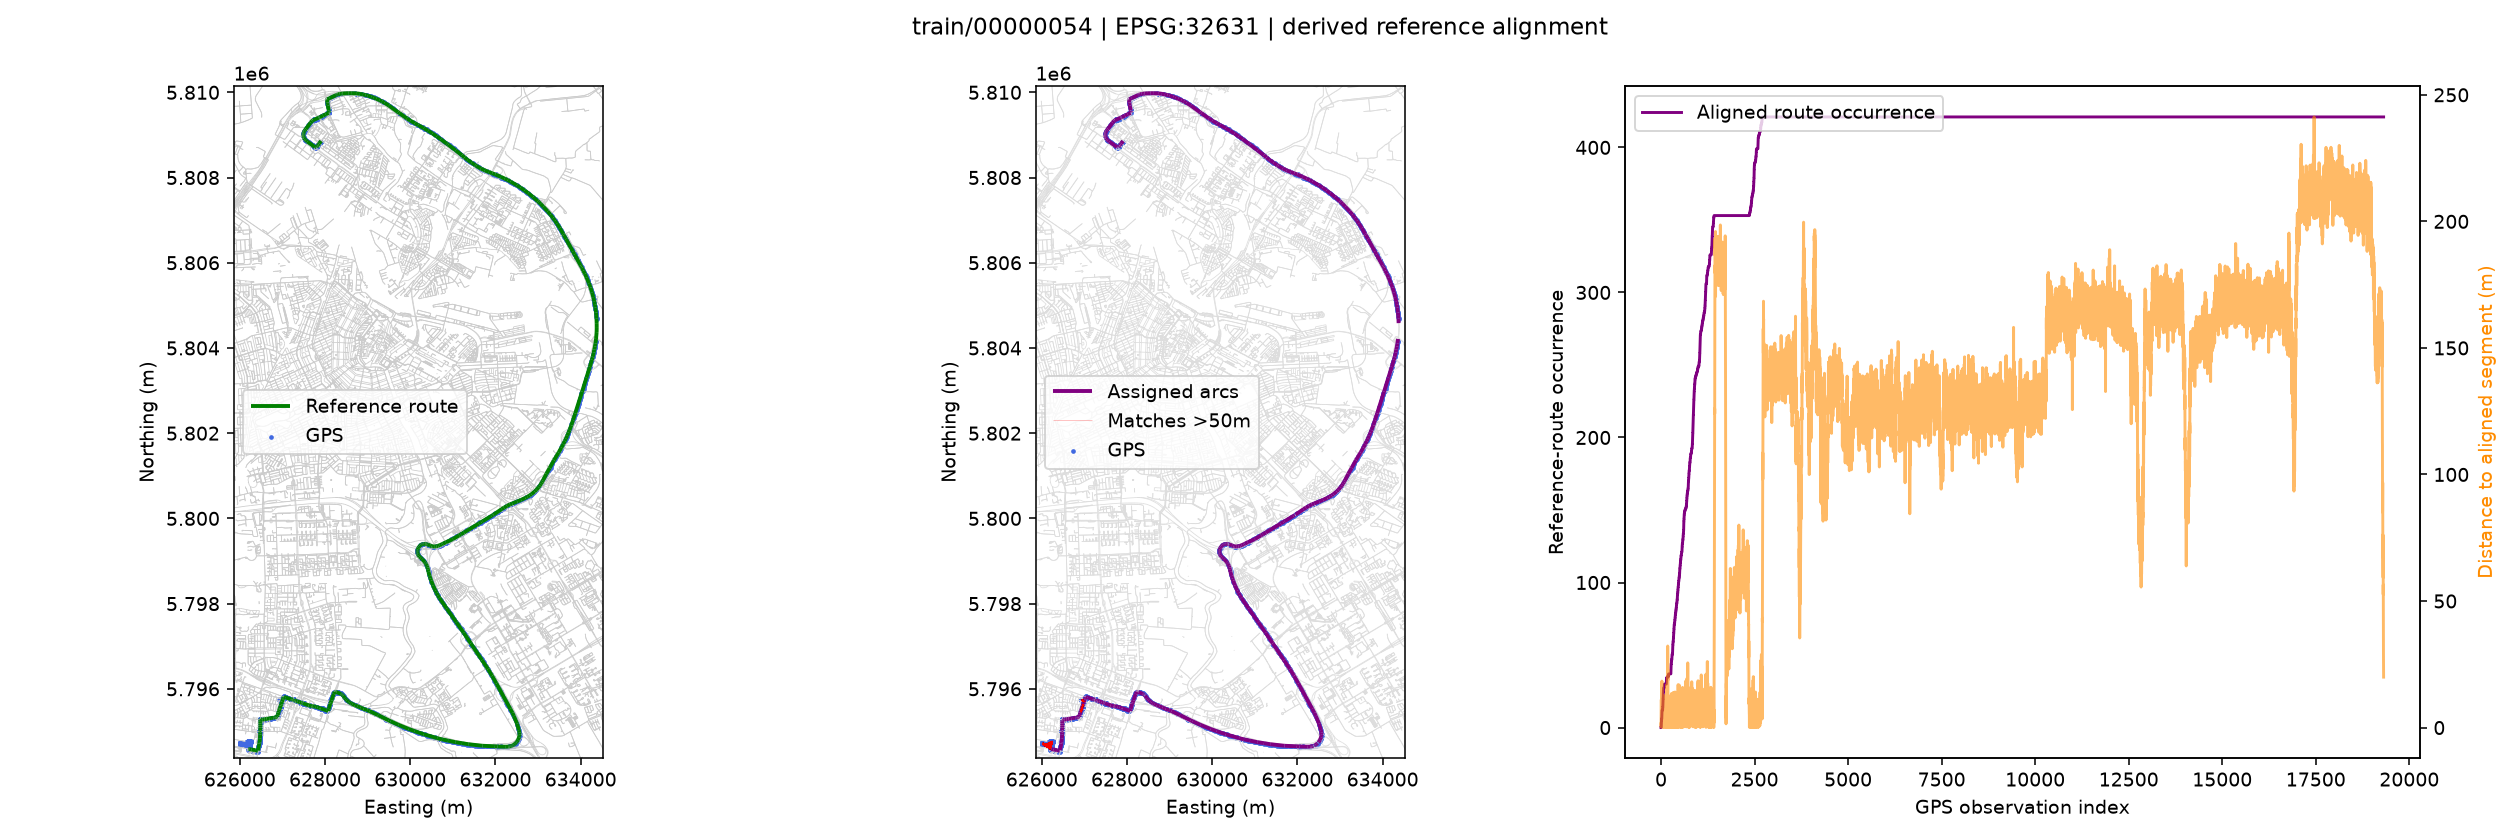 train/00000054 | EPSG:32631 | derived reference alignment
1e6
5.810
5.808
5.806
5.804
5.802
5.800
5.798
5.796
Northing (m)
Reference route
GPS
626000 628000 630000 632000 634000
Easting (m)
1e6
5.810
5.808
5.806
5.804
5.802
5.800
5.798
5.796
Northing (m)
Assigned arcs
Matches >50m
GPS
626000 628000 630000 632000 634000
Easting (m)
Aligned route occurrence
400
300
200
100
0
Reference-route occurrence
250
200
150
100
50
0
Distance to aligned segment (m)
0 2500 5000 7500 10000 12500 15000 17500 20000
GPS observation index